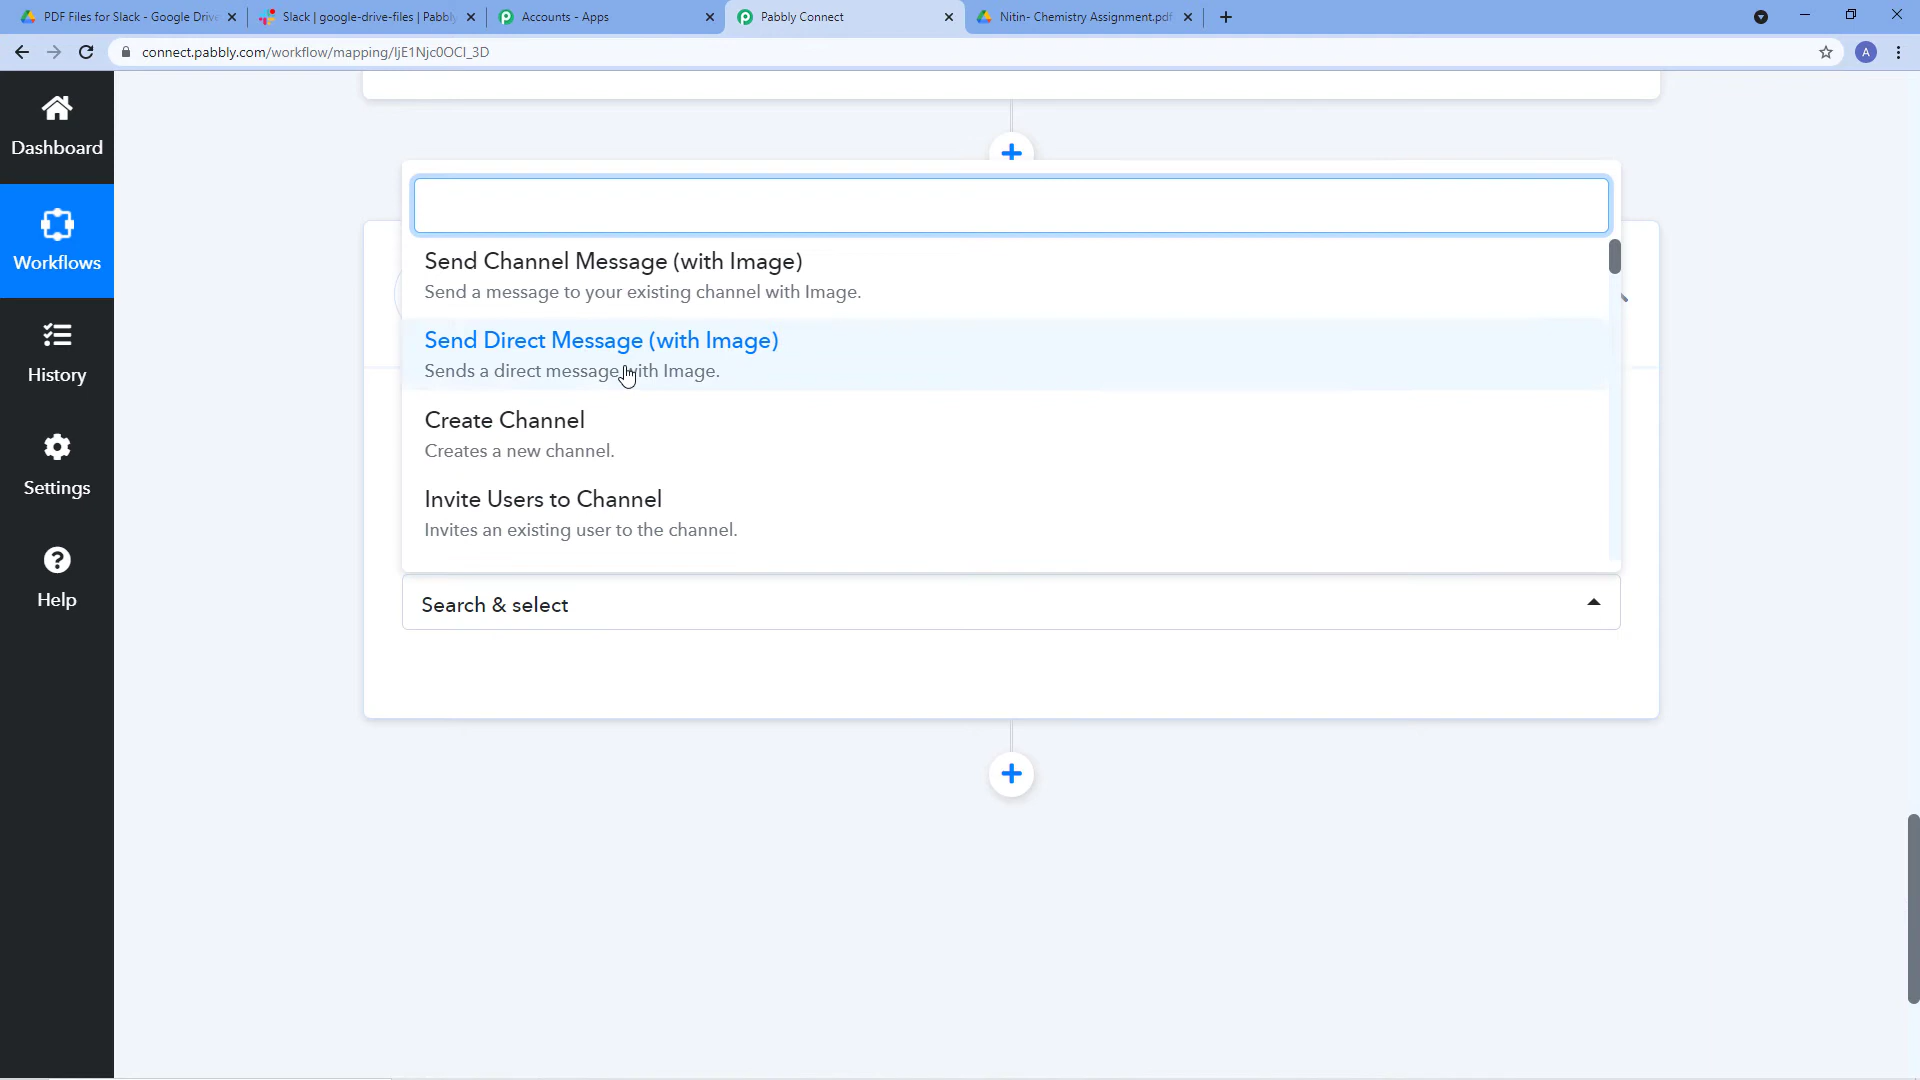 PDF Files for Slack - Google Drive
Slack | google-drive-files | Pabbly
Accounts - Apps
Pabbly Connect
Nitin- Chemistry Assignment.pdf
connect.pabbly.com/workflow/mapping/IjE1Njc0OCI_3D
A
Dashboard
Workflows
History
Settings
Help
Send Channel Message (with Image)
Send a message to your existing channel with Image.
Send Direct Message (with Image)
Sends a direct message with Image.
Create Channel
Creates a new channel.
Invite Users to Channel
Invites an existing user to the channel.
Search & select